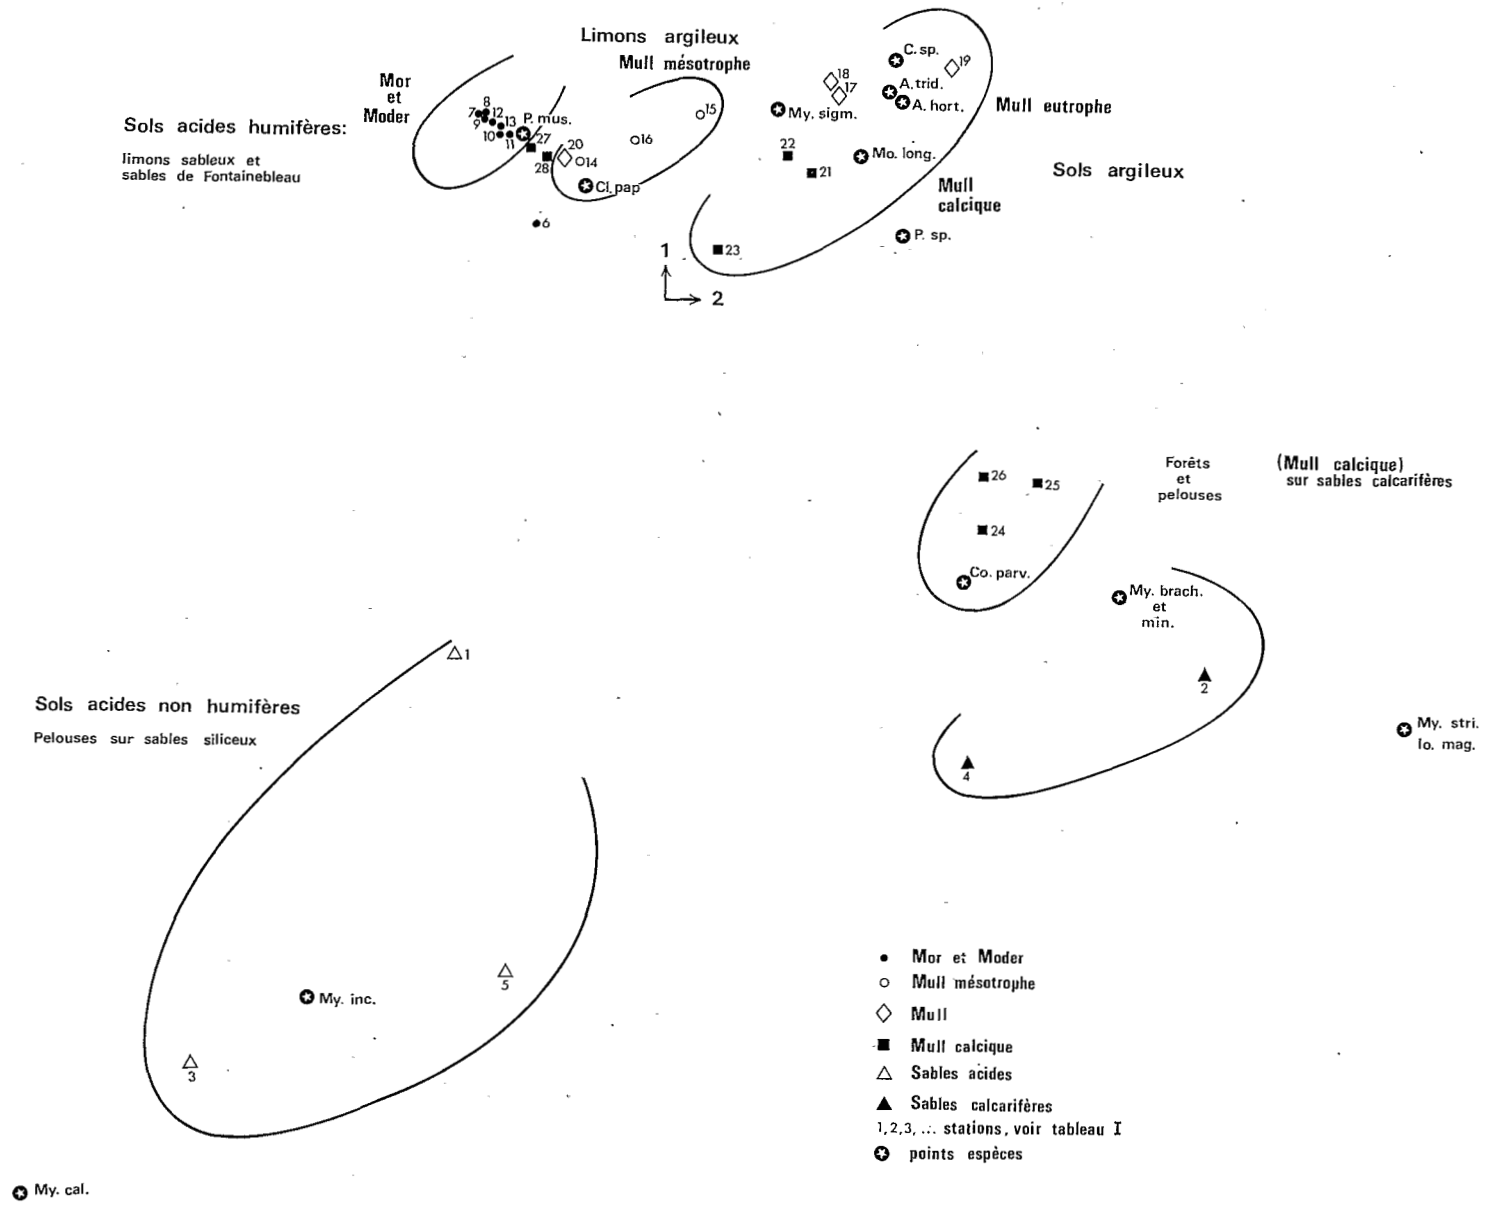 Limons argileux
Mull mésotrophe
Mor
et
Moder
Sols acides humifères:
limons sableux et
sables de Fontainebleau
7
8
9
12
13
10
11
P. mus.
27
28
20
14
Cl. pap
6
16
15
18
17
19
C. sp.
A. trid.
A. hort.
My. sigm.
Mull eutrophe
22
21
Mo. long.
Sols argileux
Mull
calcique
P. sp.
23
1
2
26
25
24
Co. parv.
Forêts
et
pelouses
(Mull calcique)
sur sables calcarifères
My. brach.
et
min.
2
4
My. stri.
lo. mag.
1
Sols acides non humifères
Pelouses sur sables siliceux
My. inc.
5
3
My. cal.
Mor et Moder
Mull mésotrophe
Mull
Mull calcique
Sables acides
Sables calcarifères
1,2,3, ... stations, voir tableau I
points espèces